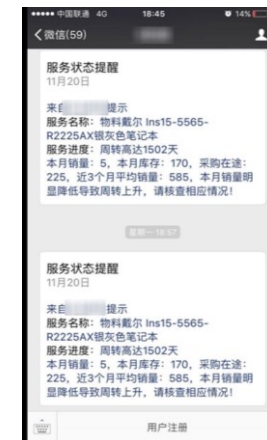 中国联通 4G 18:45 14%
微信(59)
服务状态提醒
11月20日
来自 提示
服务名称：物料戴尔 Ins15-5565-
R2225AX银灰色笔记本
服务进度：周转高达1502天
本月销量：5，本月库存：170，采购在途：
225，近3个月平均销量：585，本月销量明
显降低导致周转上升，请核查相应情况！
星期一 18:57
服务状态提醒
11月20日
来自 提示
服务名称：物料戴尔 Ins15-5565-
R2225AX银灰色笔记本
服务进度：周转高达1502天
本月销量：5，本月库存：170，采购在途：
225，近3个月平均销量：585，本月销量明
显降低导致周转上升，请核查相应情况！
用户注册